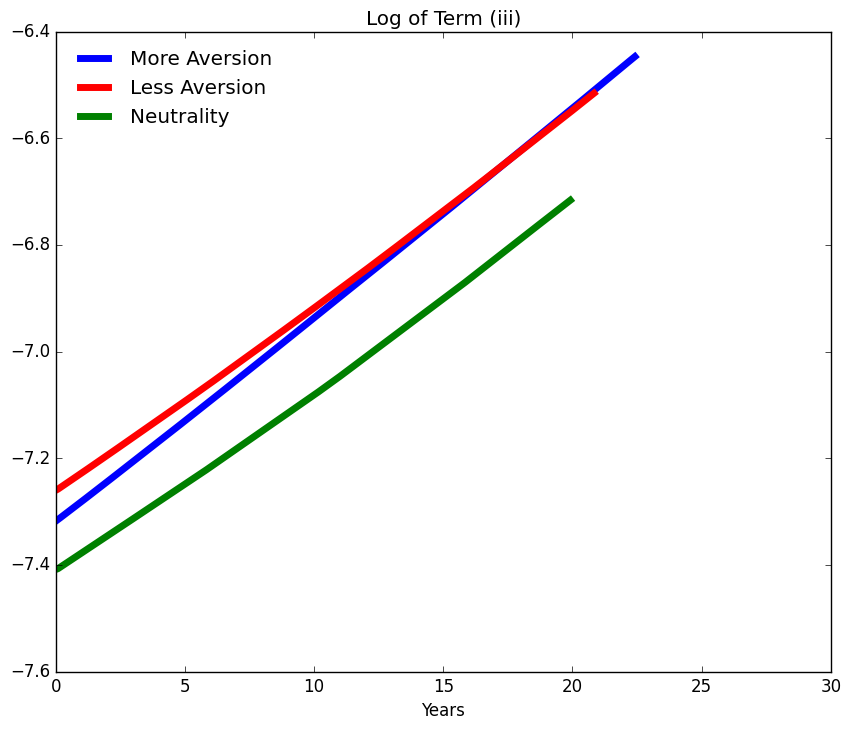 Log of Term (iii)
−6.4
−6.6
−6.8
−7.0
−7.2
−7.4
−7.6
More Aversion
Less Aversion
Neutrality
0 5 10 15 20 25 30
Years